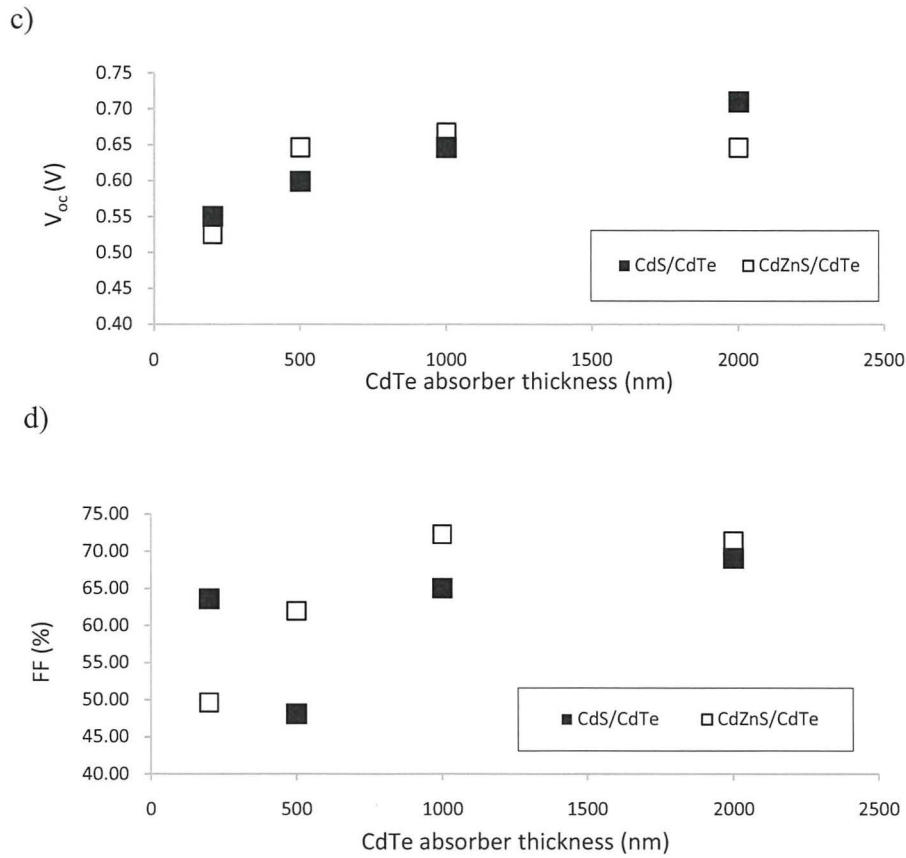 c)
0.75
0.70
0.65
0.60
0.55
0.50
0.45
0.40
Voc (V)
CdS/CdTe CdZnS/CdTe
0 500 1000 1500 2000 2500
CdTe absorber thickness (nm)
d)
75.00
70.00
65.00
60.00
55.00
50.00
45.00
40.00
FF (%)
CdS/CdTe CdZnS/CdTe
0 500 1000 1500 2000 2500
CdTe absorber thickness (nm)